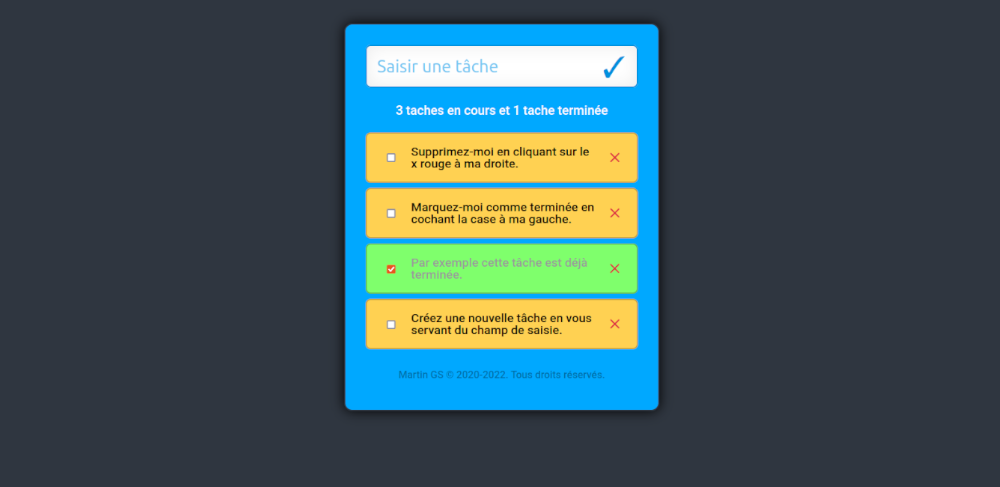 Saisir une tâche
3 taches en cours et 1 tache terminée
Supprimez-moi en cliquant sur le
x rouge à ma droite.
Marquez-moi comme terminée en
cochant la case à ma gauche.
Par exemple cette tâche est déjà
terminée.
Créez une nouvelle tâche en vous
servant du champ de saisie.
Martin GS © 2020-2022. Tous droits réservés.